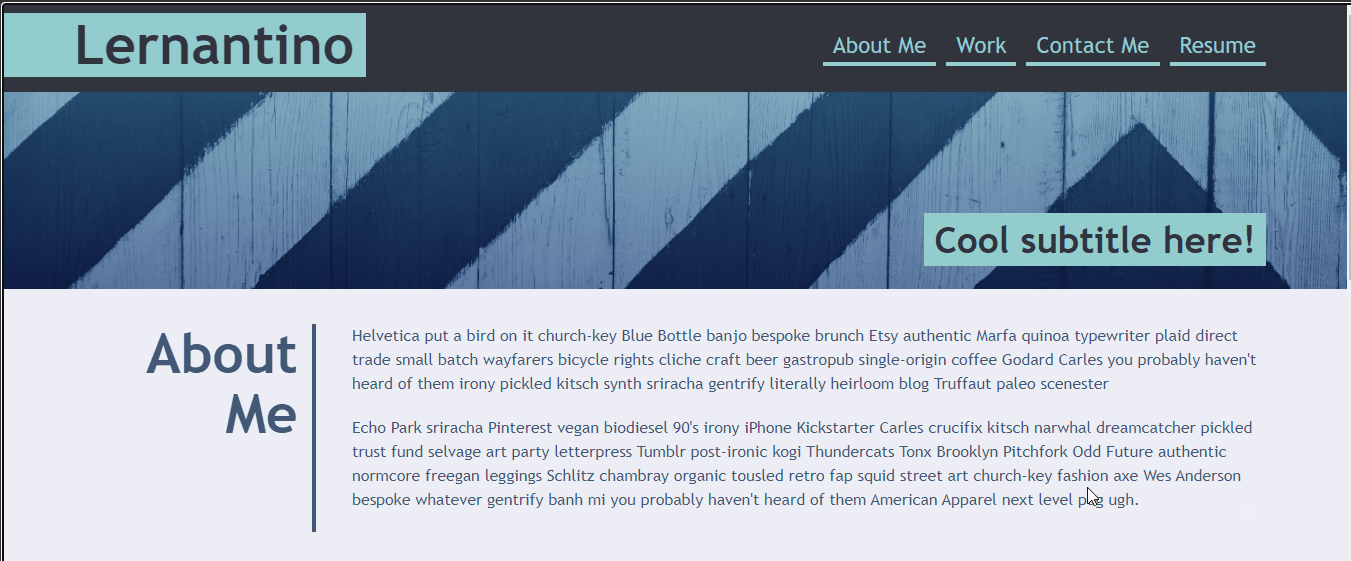 Lernantino
About Me Work Contact Me Resume
Cool subtitle here!
About
Me
Helvetica put a bird on it church-key Blue Bottle banjo bespoke brunch Etsy authentic Marfa quinoa typewriter plaid direct
trade small batch wayfarers bicycle rights cliche craft beer gastropub single-origin coffee Godard Carles you probably haven't
heard of them irony pickled kitsch synth sriracha gentrify literally heirloom blog Truffaut paleo scenester
Echo Park sriracha Pinterest vegan biodiesel 90's irony iPhone Kickstarter Carles crucifix kitsch narwhal dreamcatcher pickled
trust fund selvage art party letterpress Tumblr post-ironic kogi Thundercats Tonx Brooklyn Pitchfork Odd Future authentic
normcore freegan leggings Schlitz chambray organic tousled retro fap squid street art church-key fashion axe Wes Anderson
bespoke whatever gentrify banh mi you probably haven't heard of them American Apparel next level ugh.